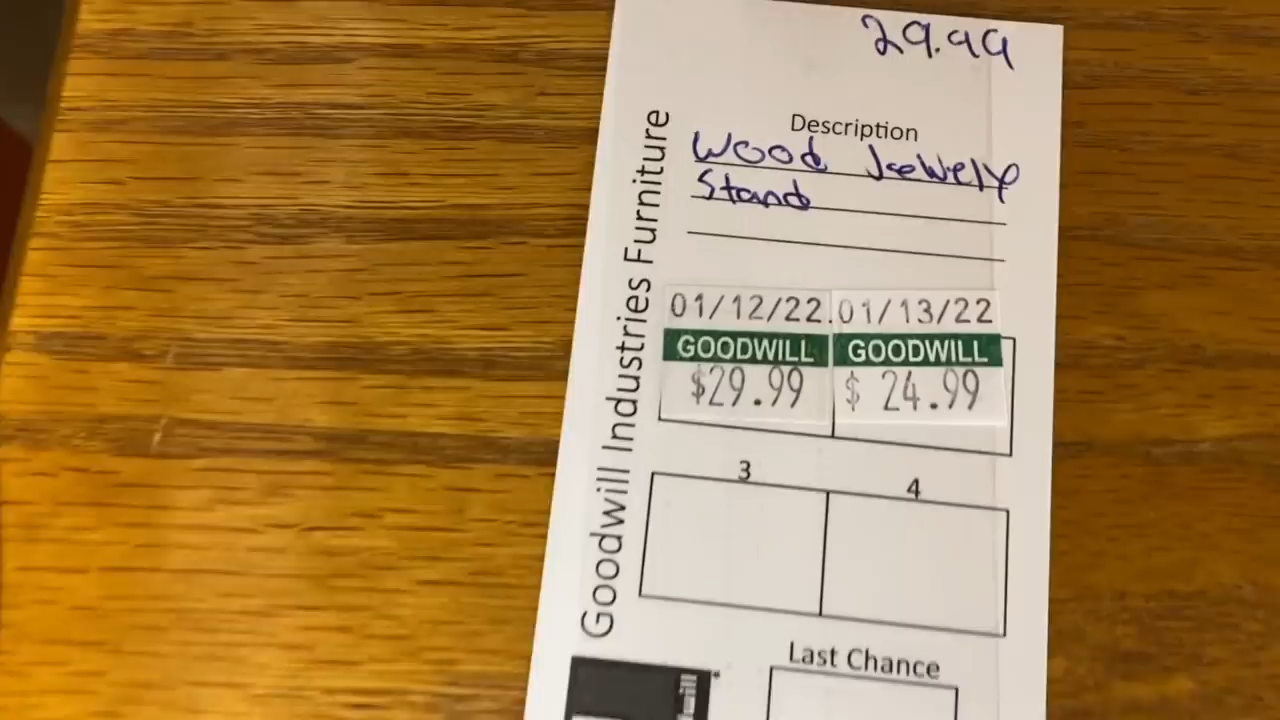 29.99
Description
Wood Jewely
Stand
Goodwill Industries Furniture
01/12/22
GOODWILL
$29.99
01/13/22
GOODWILL
$ 24.99
3
4
Last Chance